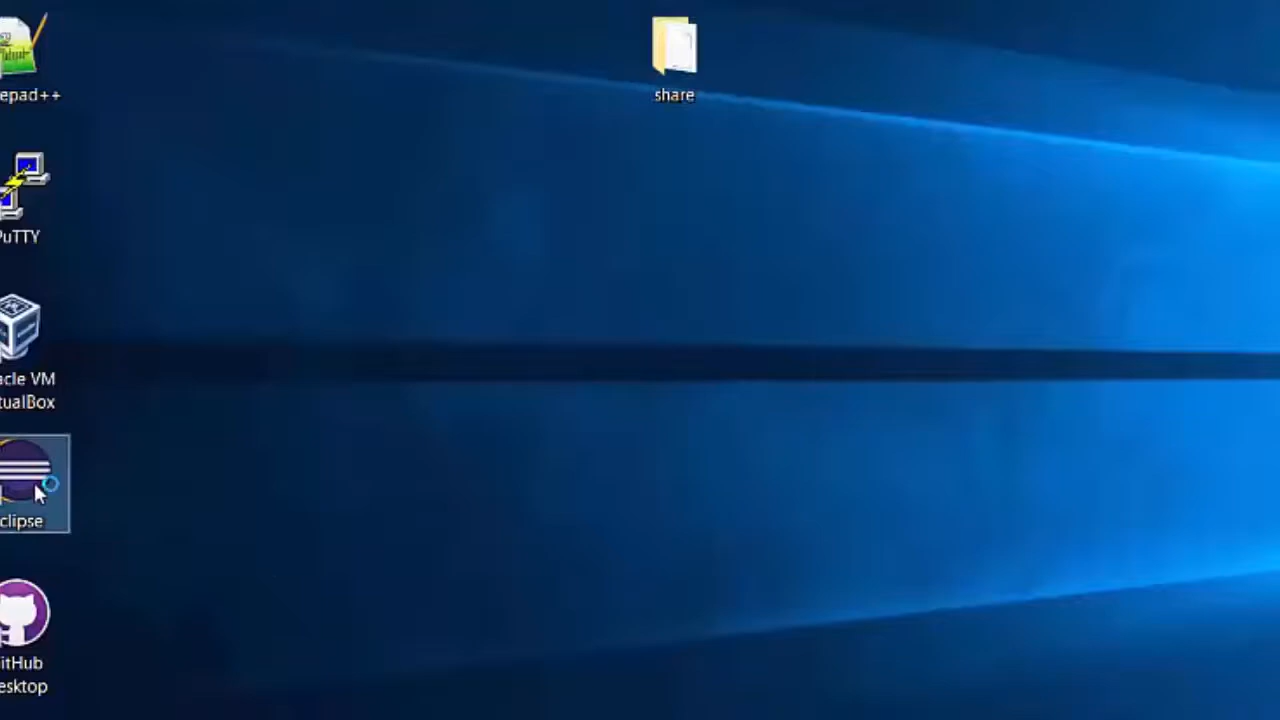 epad++
share
PuTTY
acle VM
tualBox
clipse
itHub
esktop